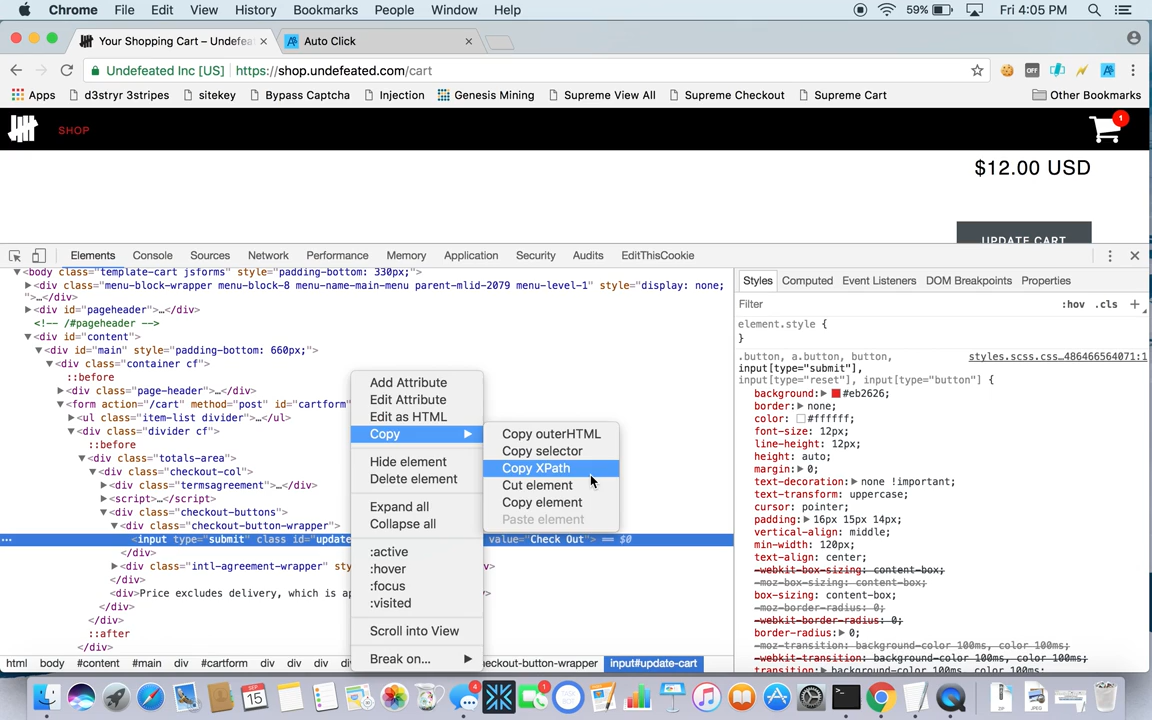 Chrome File Edit View History Bookmarks People Window Help 59% Fri 4:05 PM
Your Shopping Cart – Undefea × Auto Click ×
Undefeated Inc [US] https://shop.undefeated.com/cart OFF
Apps d3stryr 3stripes sitekey Bypass Captcha Injection Genesis Mining Supreme View All Supreme Checkout Supreme Cart Other Bookmarks
SHOP 1
$12.00 USD
UPDATE CART
Elements Console Sources Network Performance Memory Application Security Audits EditThisCookie
▼<body class="template-cart jsforms" style="padding-bottom: 330px;">
▶<div class="menu-block-wrapper menu-block-8 menu-name-main-menu parent-mlid-2079 menu-level-1" style="display: none;
">…</div>
▶<div id="pageheader">…</div>
<!-- /#pageheader -->
▼<div id="content">
▼<div id="main" style="padding-bottom: 660px;">
▼<div class="container cf">
::before
▶<div class="page-header">…</div>
▼<form action="/cart" method="post" id="cartform"
▶<ul class="item-list divider">…</ul>
▼<div class="divider cf">
::before
▼<div class="totals-area">
▼<div class="checkout-col">
▶<div class="termsagreement">…</div>
▶<script>…</script>
▼<div class="checkout-buttons">
▼<div class="checkout-button-wrapper">
… <input type="submit" class id="update value="Check Out"> == $0
</div>
▶<div class="intl-agreement-wrapper" sty v>
</div>
<div>Price excludes delivery, which is ap >
</div>
</div>
::after
</div>
Add Attribute
Edit Attribute
Edit as HTML
Copy ▶
Hide element
Delete element
Expand all
Collapse all
:active
:hover
:focus
:visited
Scroll into View
Break on... ▶
Copy outerHTML
Copy selector
Copy XPath
Cut element
Copy element
Paste element
Styles Computed Event Listeners DOM Breakpoints Properties
Filter :hov .cls +
element.style {
}
.button, a.button, button, styles.scss.css…486466564071:1
input[type="submit"],
input[type="reset"], input[type="button"] {
background:▶ #eb2626;
border:▶ none;
color: #ffffff;
font-size: 12px;
line-height: 12px;
height: auto;
margin:▶ 0;
text-decoration:▶ none !important;
text-transform: uppercase;
cursor: pointer;
padding:▶ 16px 15px 14px;
vertical-align: middle;
min-width: 120px;
text-align: center;
-webkit-box-sizing: content-box;
-moz-box-sizing: content-box;
box-sizing: content-box;
-moz-border-radius: 0;
-webkit-border-radius: 0;
border-radius:▶ 0;
-moz-transition: background-color 100ms, color 100ms;
-webkit-transition: background-color 100ms, color 100ms;
html body #content #main div #cartform div div div di heckout-button-wrapper input#update-cart
15 4 1